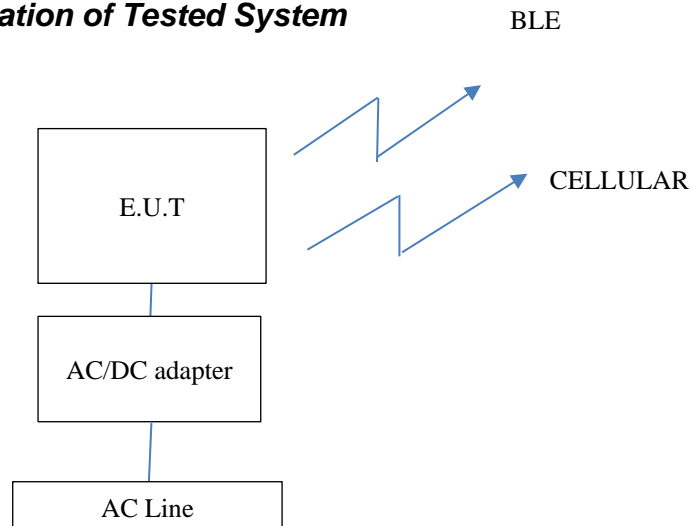 ation of Tested System
BLE
CELLULAR
E.U.T
AC/DC adapter
AC Line